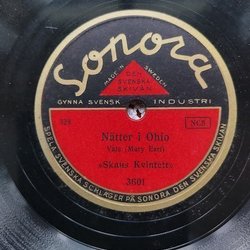 Sonora
MADE IN SWEDEN
DEN SVENSKA SKIVAN
GYNNA SVENSK INDUSTRI
NCB
Nätter i Ohio
Vals (Mary Earl)
»Skaus Kvintett»
3601
SPELA SVENSKA SCHLAGER PÅ SONORA DEN SVENSKA SKIVAN